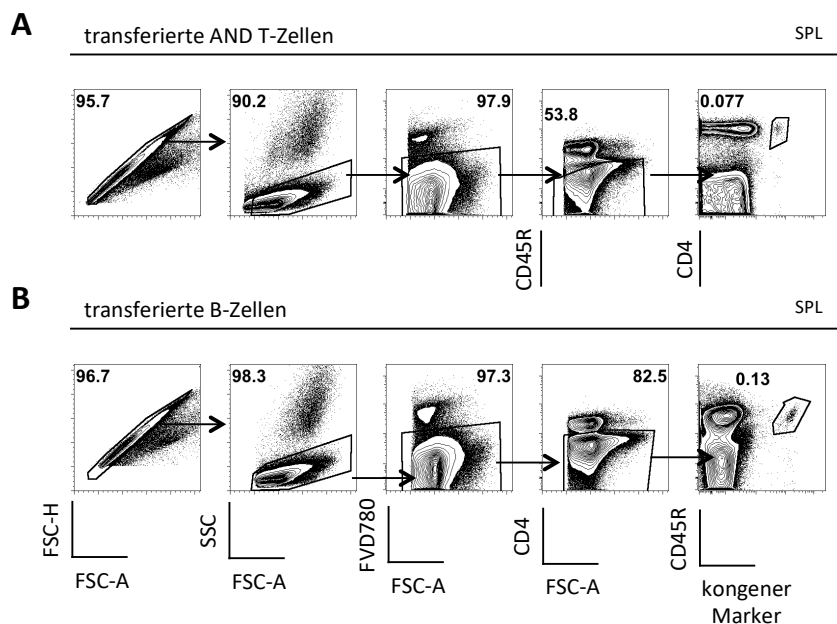 A
transferierte AND T-Zellen
SPL
95.7
90.2
97.9
53.8
0.077
CD45R
CD4
B
transferierte B-Zellen
SPL
96.7
98.3
97.3
82.5
0.13
FSC-H
FSC-A
SSC
FSC-A
FVD780
FSC-A
CD4
FSC-A
CD45R
kongener
Marker